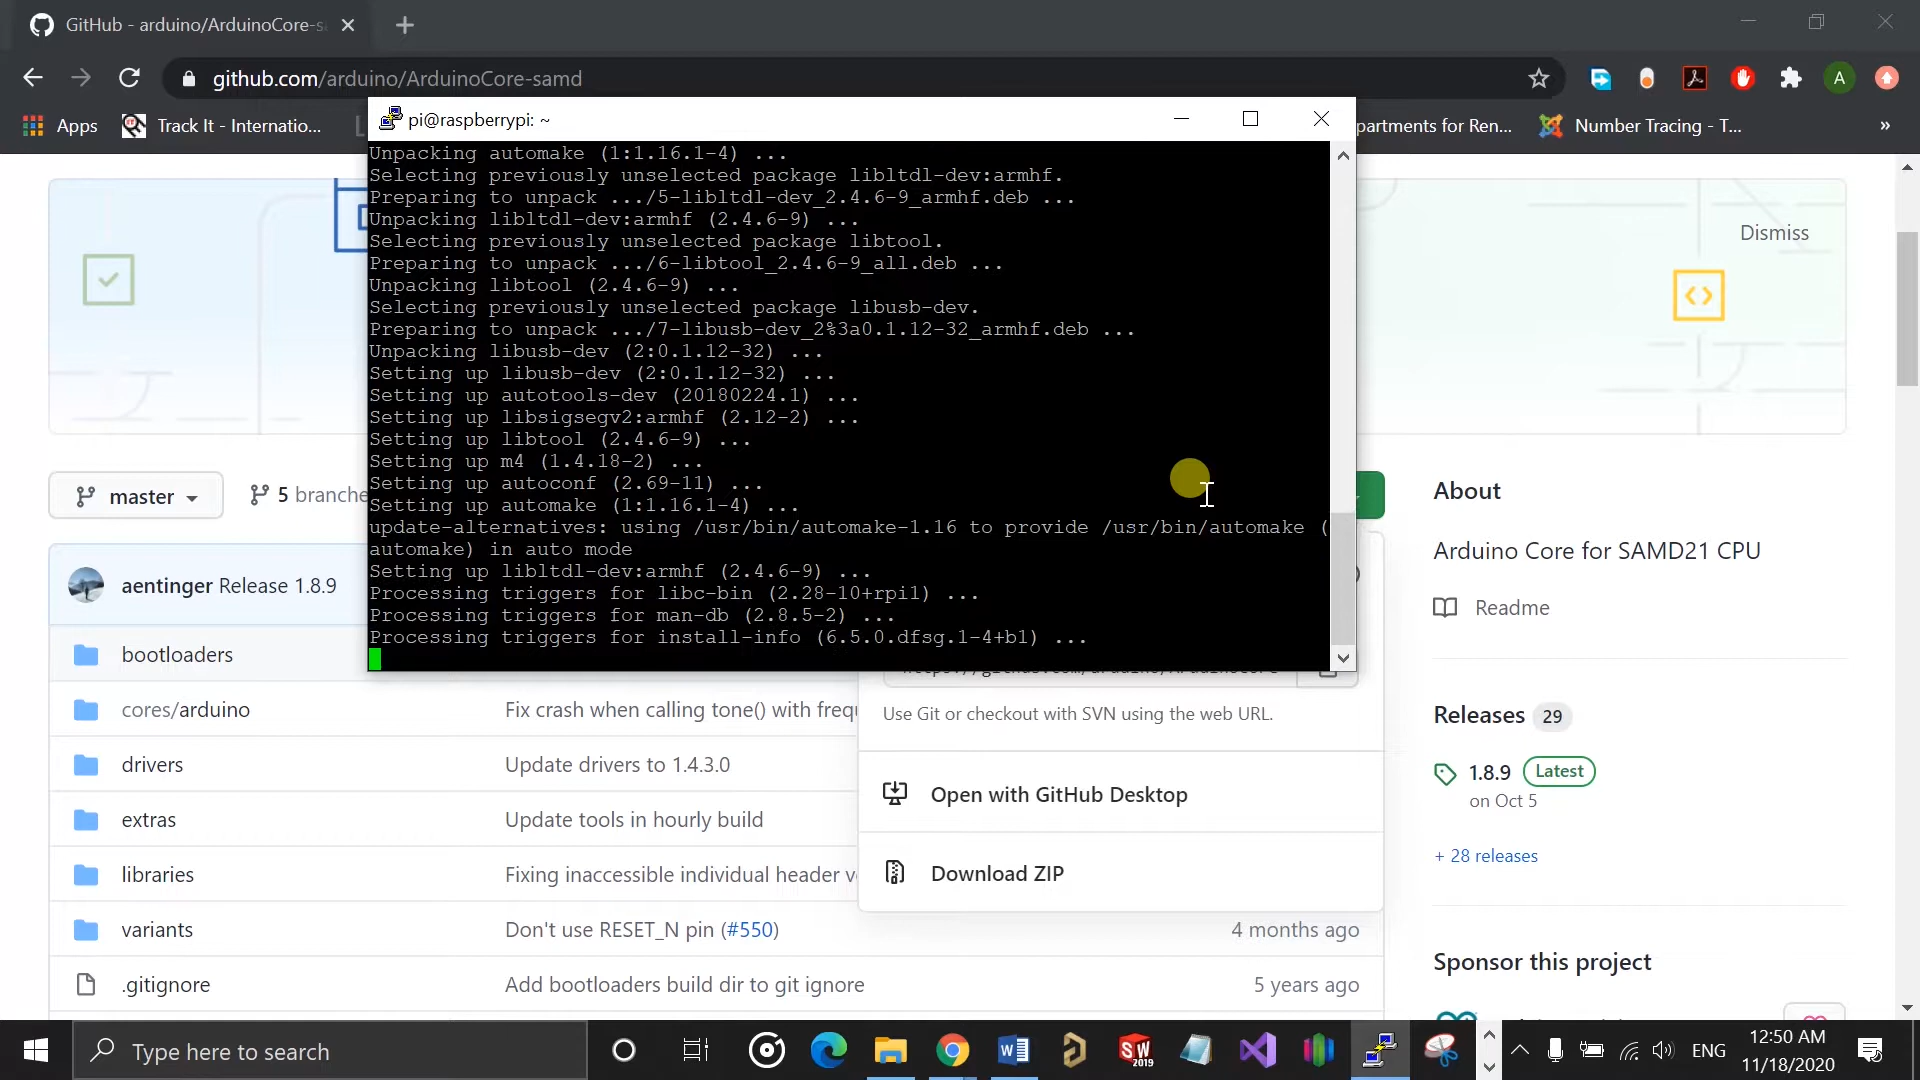 GitHub - arduino/ArduinoCore-s
github.com/arduino/ArduinoCore-samd
A
Apps
Track It - Internatio...
partments for Ren...
Number Tracing - T...
»
pi@raspberrypi: ~
Unpacking automake (1:1.16.1-4) ...
Selecting previously unselected package libltdl-dev:armhf.
Preparing to unpack .../5-libltdl-dev_2.4.6-9_armhf.deb ...
Unpacking libltdl-dev:armhf (2.4.6-9) ...
Selecting previously unselected package libtool.
Preparing to unpack .../6-libtool_2.4.6-9_all.deb ...
Unpacking libtool (2.4.6-9) ...
Selecting previously unselected package libusb-dev.
Preparing to unpack .../7-libusb-dev_2%3a0.1.12-32_armhf.deb ...
Unpacking libusb-dev (2:0.1.12-32) ...
Setting up libusb-dev (2:0.1.12-32) ...
Setting up autotools-dev (20180224.1) ...
Setting up libsigsegv2:armhf (2.12-2) ...
Setting up libtool (2.4.6-9) ...
Setting up m4 (1.4.18-2) ...
Setting up autoconf (2.69-11) ...
Setting up automake (1:1.16.1-4) ...
update-alternatives: using /usr/bin/automake-1.16 to provide /usr/bin/automake (
automake) in auto mode
Setting up libltdl-dev:armhf (2.4.6-9) ...
Processing triggers for libc-bin (2.28-10+rpi1) ...
Processing triggers for man-db (2.8.5-2) ...
Processing triggers for install-info (6.5.0.dfsg.1-4+b1) ...
Dismiss
master
5 branche
About
Arduino Core for SAMD21 CPU
Readme
aentinger Release 1.8.9
bootloaders
cores/arduino Fix crash when calling tone() with frequ
drivers Update drivers to 1.4.3.0
extras Update tools in hourly build
libraries Fixing inaccessible individual header v
variants Don't use RESET_N pin (#550) 4 months ago
.gitignore Add bootloaders build dir to git ignore 5 years ago
Use Git or checkout with SVN using the web URL.
Open with GitHub Desktop
Download ZIP
Releases 29
1.8.9 Latest
on Oct 5
+ 28 releases
Sponsor this project
Type here to search
SW
2019
ENG
12:50 AM
11/18/2020